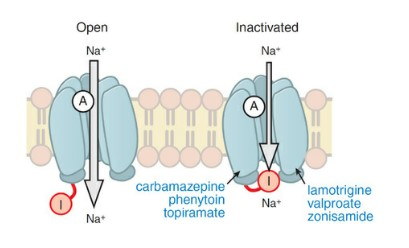 Open
Na⁺
A
I
Na⁺
Inactivated
Na⁺
A
I
Na⁺
carbamazepine
phenytoin
topiramate
lamotrigine
valproate
zonisamide